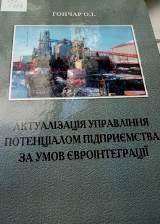 ГОНЧАР О.І.
АКТУАЛІЗАЦІЯ УПРАВЛІННЯ
ПОТЕНЦІАЛОМ ПІДПРИЄМСТВА
ЗА УМОВ ЄВРОІНТЕГРАЦІЇ